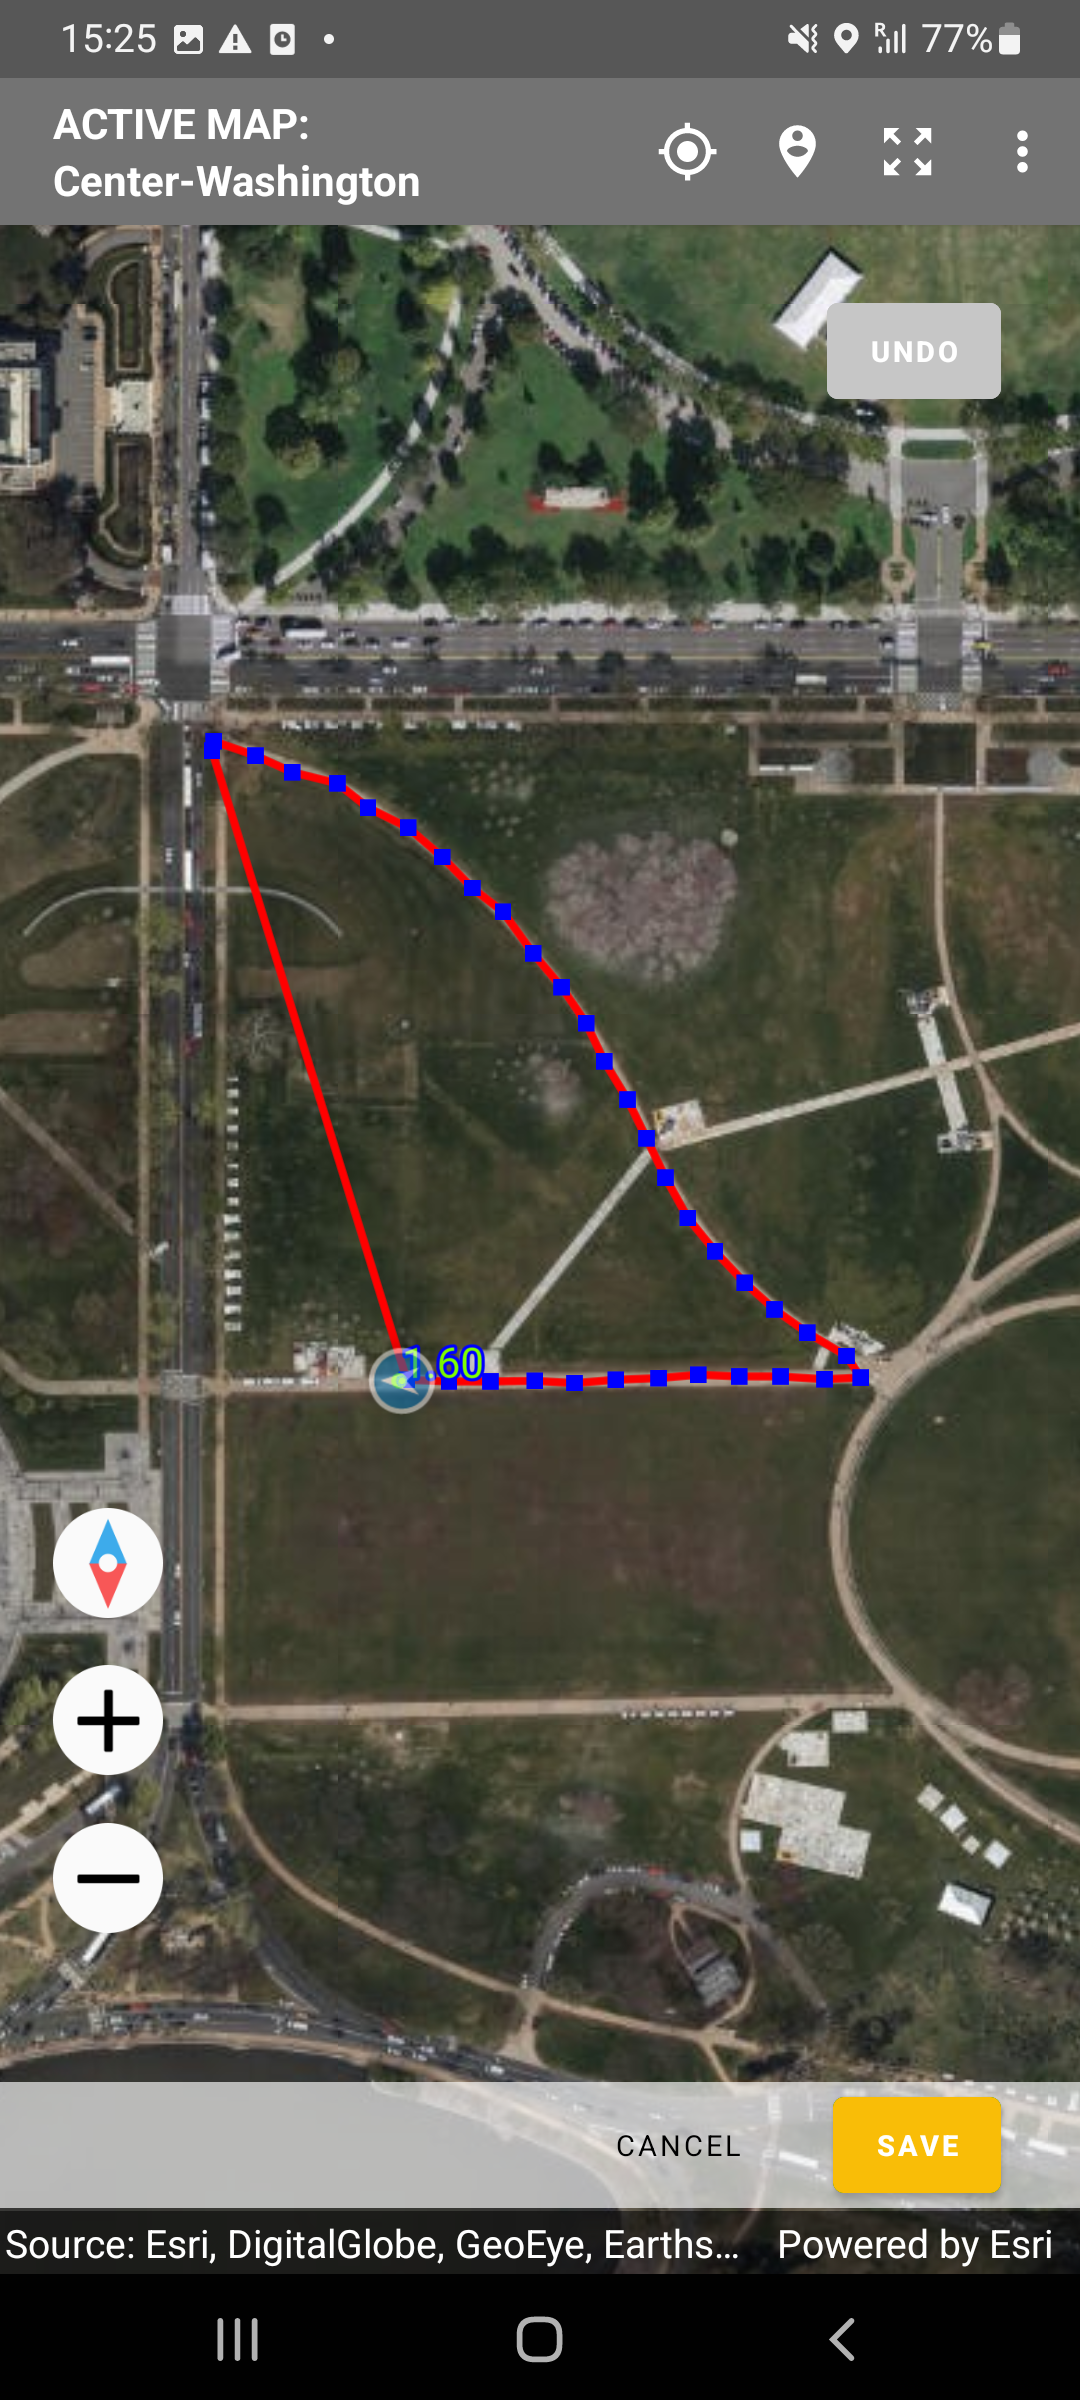 15:25
R
77%
ACTIVE MAP:
Center-Washington
UNDO
1.60
CANCEL
SAVE
Source: Esri, DigitalGlobe, GeoEye, Earths...
Powered by Esri